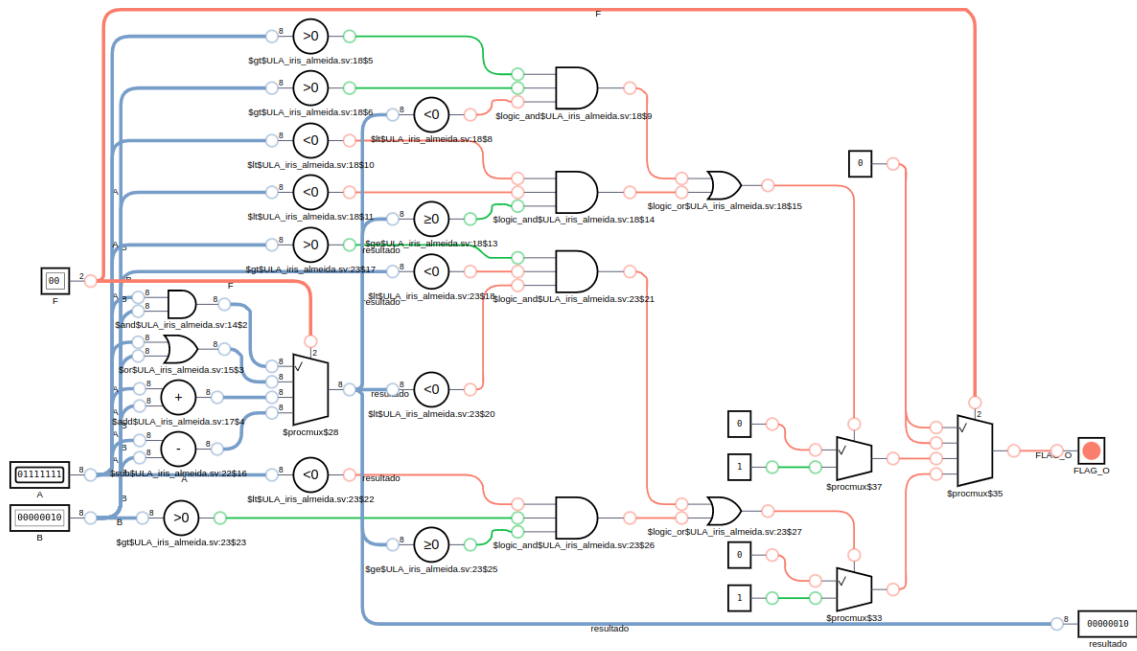 F
>0
8
$gt$ULA_iris_almeida.sv:18$5
>0
8
$gt$ULA_iris_almeida.sv:18$6
<0
8
$lt$ULA_iris_almeida.sv:18$8
$logic_and$ULA_iris_almeida.sv:18$9
<0
8
$lt$ULA_iris_almeida.sv:18$10
0
<0
8
A
$lt$ULA_iris_almeida.sv:18$11
$logic_or$ULA_iris_almeida.sv:18$15
≥0
8
$logic_and$ULA_iris_almeida.sv:18$14
>0
8
$ge$ULA_iris_almeida.sv:18$13
resultado
$gt$ULA_iris_almeida.sv:23$17
<0
8
00
2
F
F
$lt$ULA_iris_almeida.sv:23$18
$logic_and$ULA_iris_almeida.sv:23$21
resultado
8
8
8
$and$ULA_iris_almeida.sv:14$2
8
8
8
$or$ULA_iris_almeida.sv:15$3
2
8
8
8
8
8
$procmux$28
8
8
8
+
$add$ULA_iris_almeida.sv:17$4
<0
8
resultado
$lt$ULA_iris_almeida.sv:23$20
8
8
-
8
$sub$ULA_iris_almeida.sv:22$16
01111111
8
A
A
<0
8
resultado
$lt$ULA_iris_almeida.sv:23$22
00000010
8
B
B
B
8
>0
$gt$ULA_iris_almeida.sv:23$23
≥0
8
$ge$ULA_iris_almeida.sv:23$25
$logic_and$ULA_iris_almeida.sv:23$26
0
1
$procmux$37
2
$procmux$35
FLAG_O
FLAG_O
$logic_or$ULA_iris_almeida.sv:23$27
0
1
$procmux$33
resultado
8
00000010
resultado